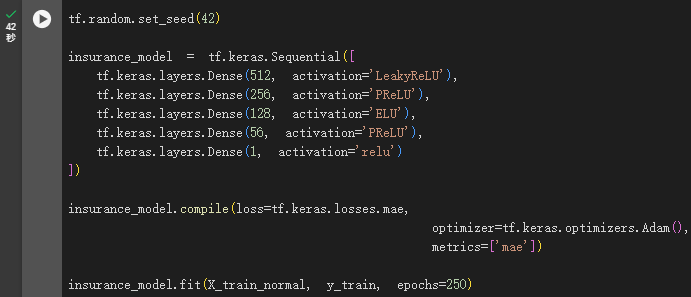 42
秒
tf.random.set_seed(42)
insurance_model = tf.keras.Sequential([
tf.keras.layers.Dense(512, activation='LeakyReLU'),
tf.keras.layers.Dense(256, activation='PReLU'),
tf.keras.layers.Dense(128, activation='ELU'),
tf.keras.layers.Dense(56, activation='PReLU'),
tf.keras.layers.Dense(1, activation='relu')
])
insurance_model.compile(loss=tf.keras.losses.mae,
optimizer=tf.keras.optimizers.Adam(),
metrics=['mae'])
insurance_model.fit(X_train_normal, y_train, epochs=250)